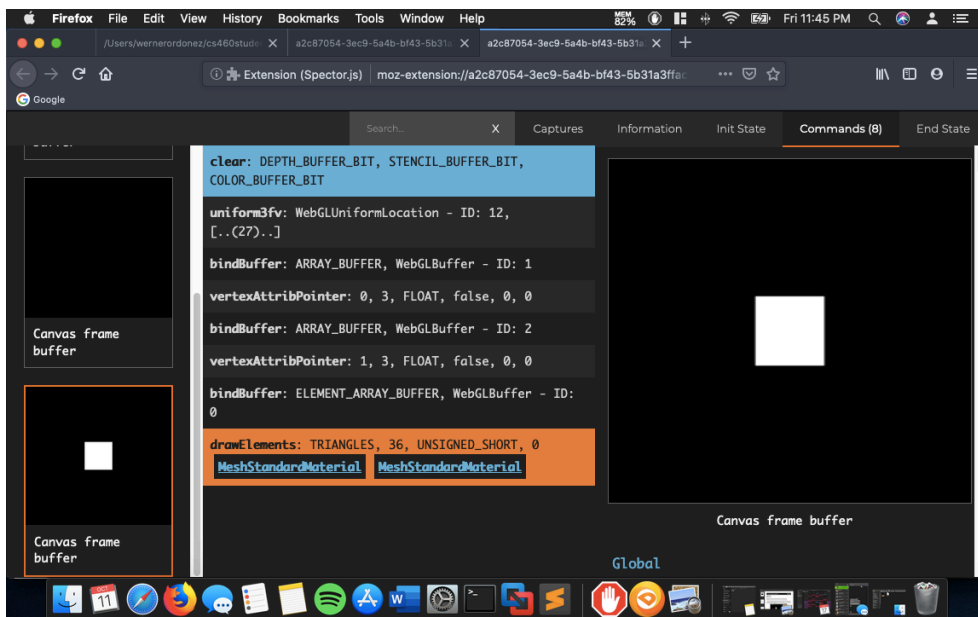 Firefox File Edit View History Bookmarks Tools Window Help MEM 82% Fri 11:45 PM
/Users/wernerordonez/cs460stude X a2c87054-3ec9-5a4b-bf43-5b31a X a2c87054-3ec9-5a4b-bf43-5b31a X +
Extension (Spector.js) moz-extension://a2c87054-3ec9-5a4b-bf43-5b31a3ffac ...
Google
Search... X Captures Information Init State Commands (8) End State
clear: DEPTH_BUFFER_BIT, STENCIL_BUFFER_BIT,
COLOR_BUFFER_BIT
uniform3fv: WebGLUniformLocation - ID: 12,
[..(27)..]
bindBuffer: ARRAY_BUFFER, WebGLBuffer - ID: 1
vertexAttribPointer: 0, 3, FLOAT, false, 0, 0
bindBuffer: ARRAY_BUFFER, WebGLBuffer - ID: 2
vertexAttribPointer: 1, 3, FLOAT, false, 0, 0
bindBuffer: ELEMENT_ARRAY_BUFFER, WebGLBuffer - ID:
0
drawElements: TRIANGLES, 36, UNSIGNED_SHORT, 0
MeshStandardMaterial MeshStandardMaterial
Canvas frame
buffer
Canvas frame
buffer
Canvas frame buffer
Global
OCT
11
W